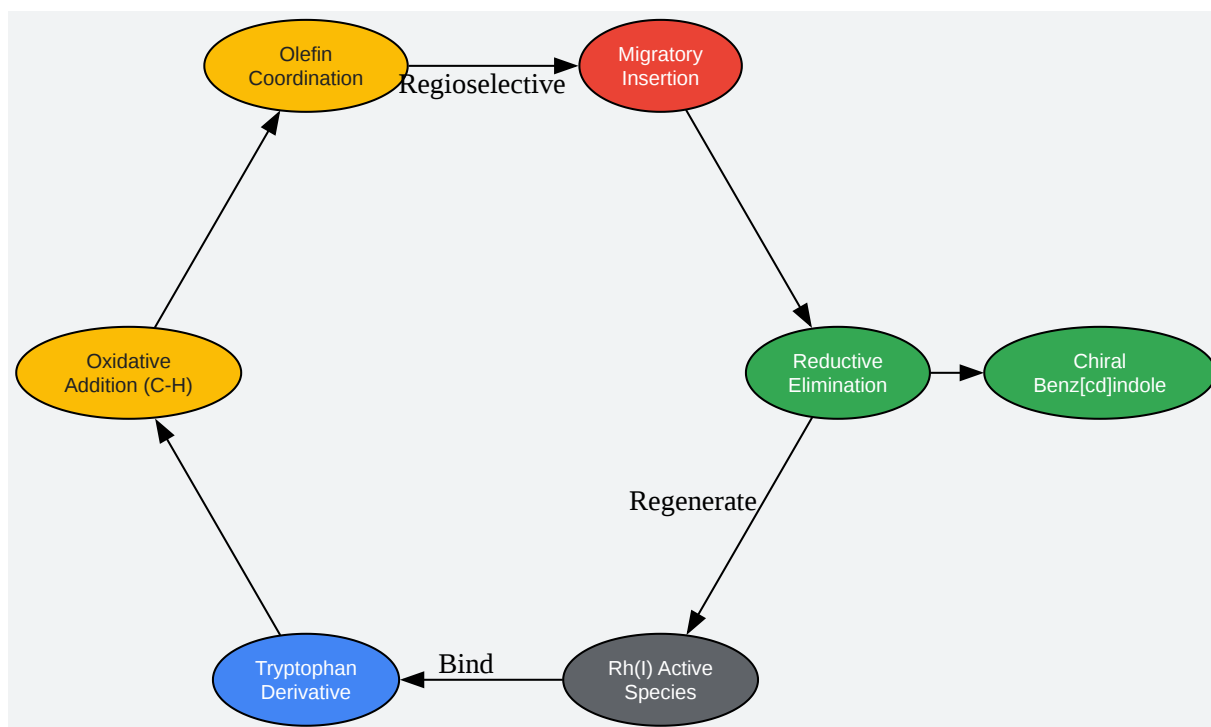 Olefin
Coordination
Regioselective
Migratory
Insertion
Oxidative
Addition (C-H)
Reductive
Elimination
Chiral
Benz[cd]indole
Regenerate
Tryptophan
Derivative
Bind
Rh(I) Active
Species